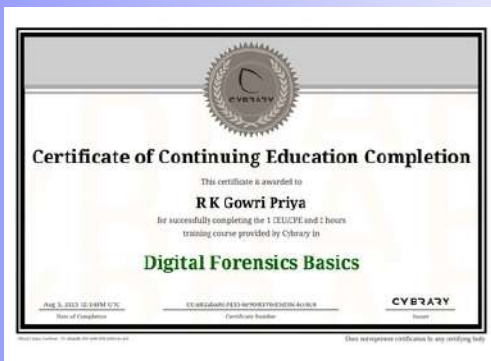 CYBRARY
Certificate of Continuing Education Completion
This certificate is awarded to
R K Gowri Priya
for successfully completing the 1 CEU/CPE and 2 hours
training course provided by Cybrary in
Digital Forensics Basics
CYBRARY
Date of Completion
Certificate Number
Issuer
Does not represent certification by any certifying body